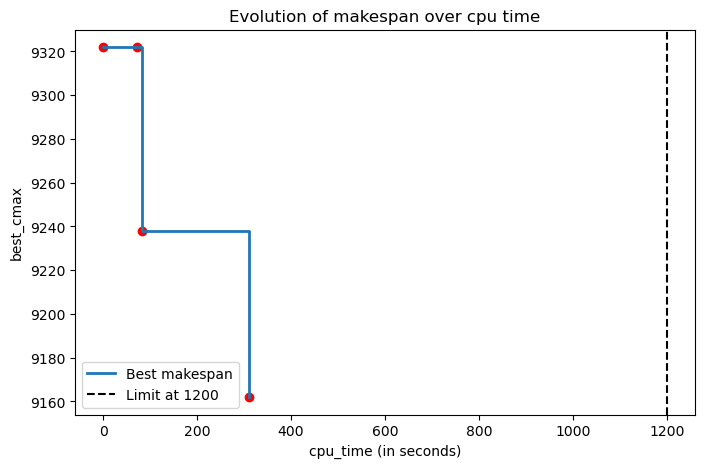 Evolution of makespan over cpu time
best_cmax
9320
9300
9280
9260
9240
9220
9200
9180
9160
Best makespan
Limit at 1200
0 200 400 600 800 1000 1200
cpu_time (in seconds)